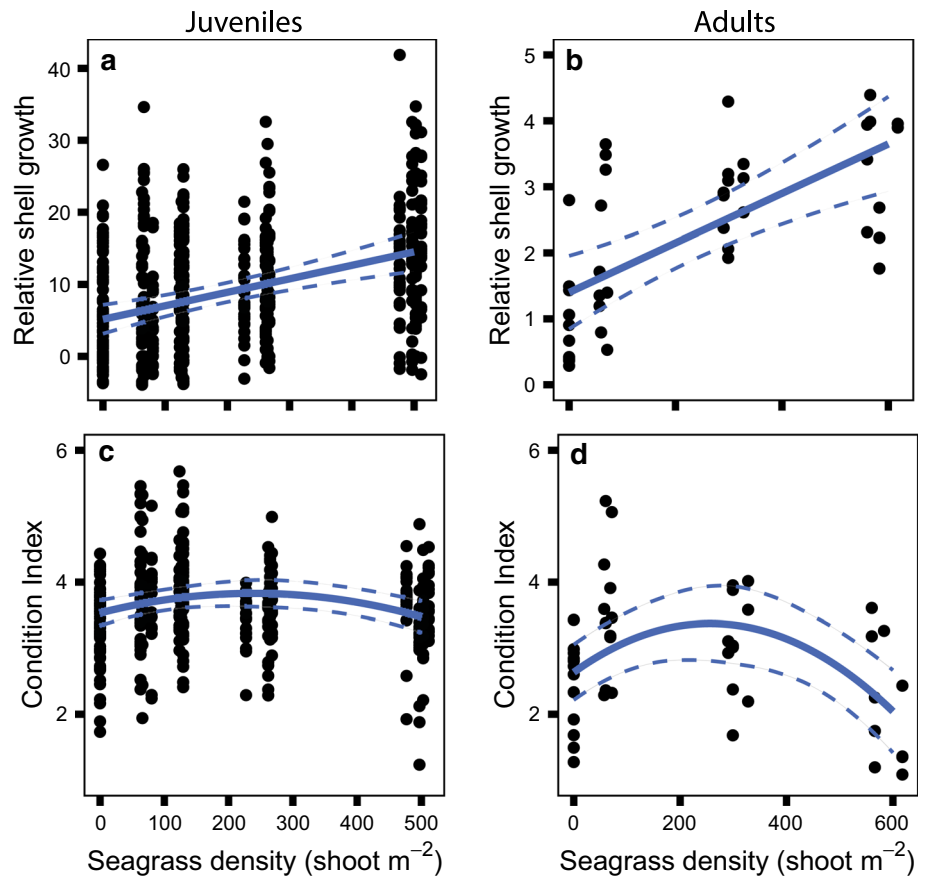 Juveniles
Adults
a
Relative shell growth
40
30
20
10
0
b
Relative shell growth
5
4
3
2
1
0
c
Condition Index
6
4
2
0 100 200 300 400 500
Seagrass density (shoot m⁻²)
d
Condition Index
6
4
2
0 200 400 600
Seagrass density (shoot m⁻²)